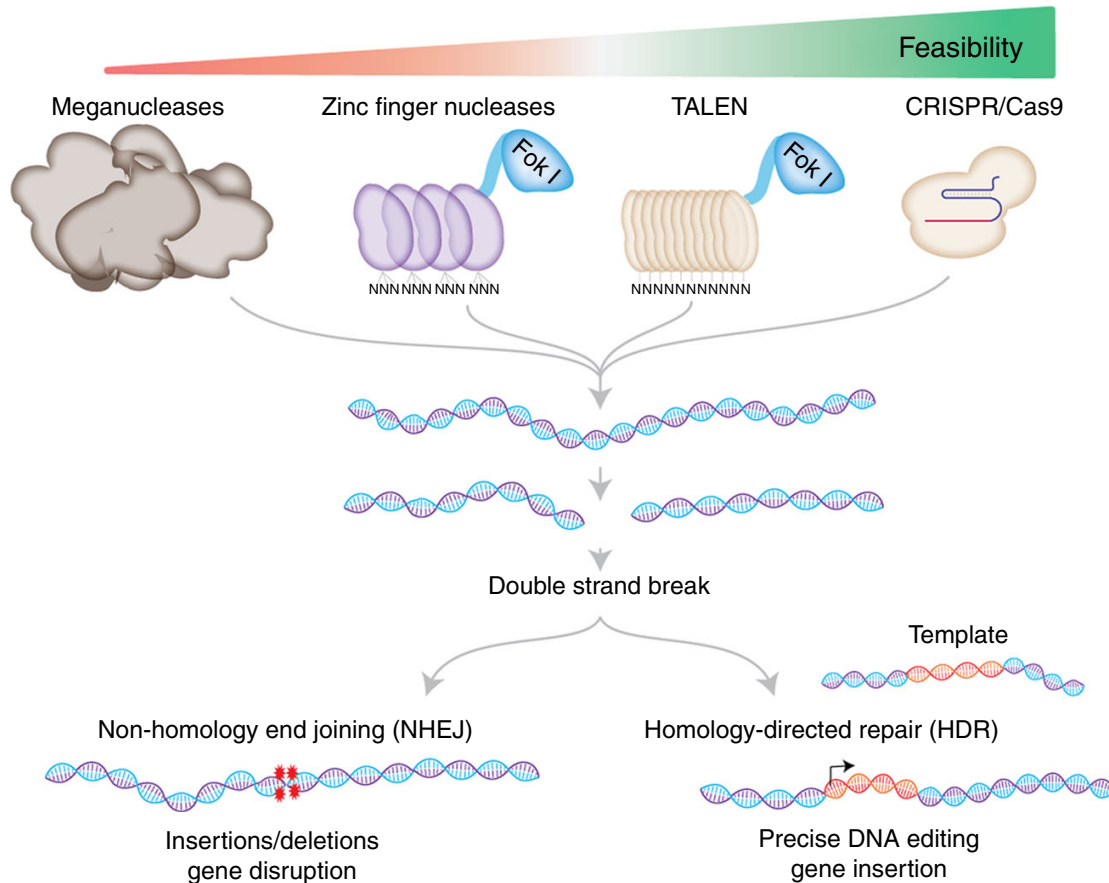 Feasibility
Meganucleases
Zinc finger nucleases
TALEN
CRISPR/Cas9
Fok I
Fok I
NNN NNN NNN NNN
NNNNNNNNNNNN
Double strand break
Template
Non-homology end joining (NHEJ)
Homology-directed repair (HDR)
Insertions/deletions
gene disruption
Precise DNA editing
gene insertion